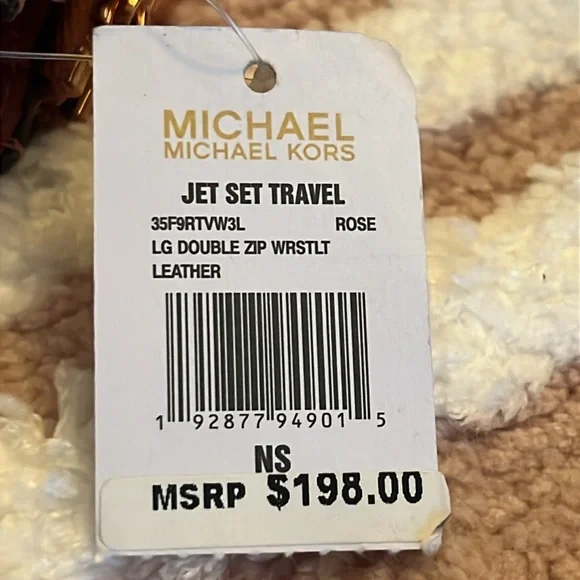 MICHAEL
MICHAEL KORS
JET SET TRAVEL
35F9RTVW3L ROSE
LG DOUBLE ZIP WRSTLT
LEATHER
1 92877 94901 5
NS
MSRP $198.00